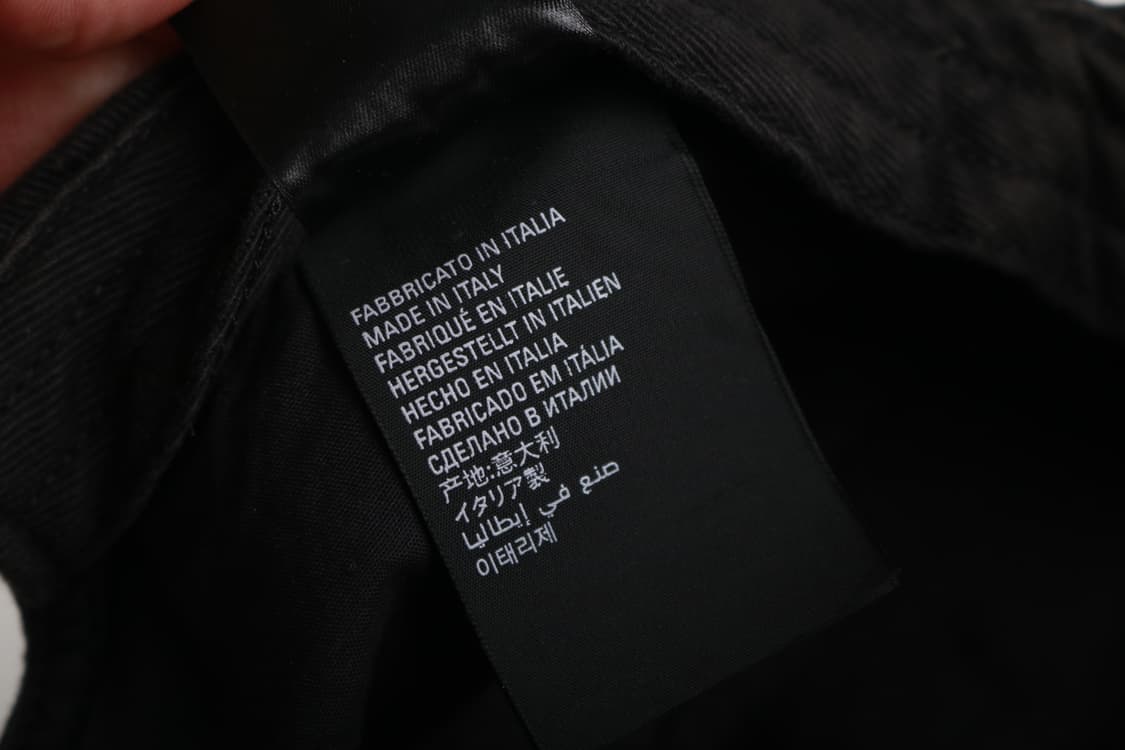 FABBRICATO IN ITALIA
MADE IN ITALY
FABRIQUÉ EN ITALIE
HERGESTELLT IN ITALIEN
HECHO EN ITALIA
FABRICADO EM ITÁLIA
СДЕЛАНО В ИТАЛИИ
产地:意大利
イタリア製
صنع في إيطاليا
이태리제